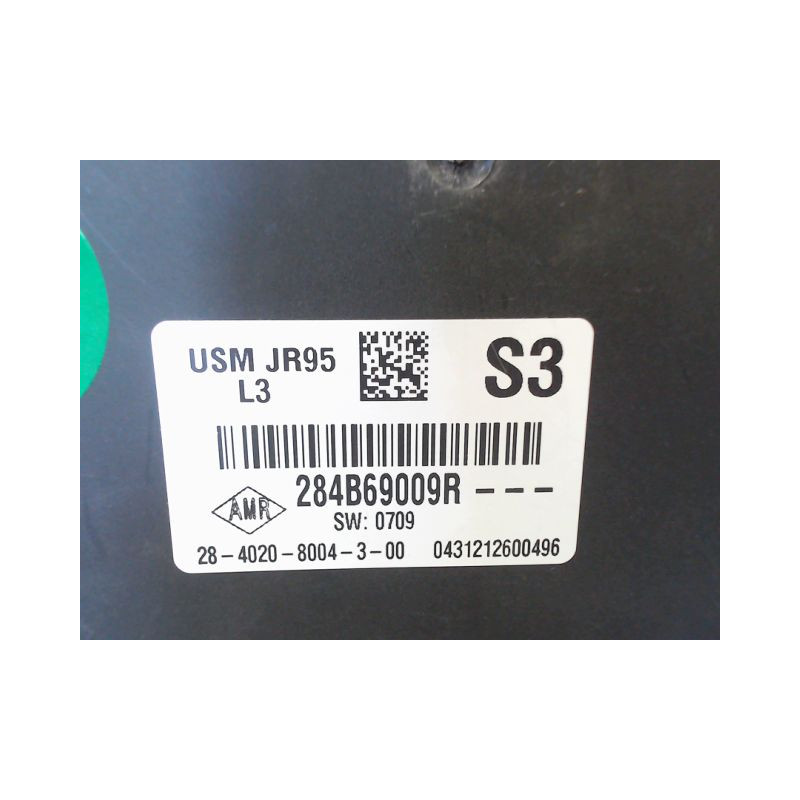 USM JR95
L3
S3
284B69009R ---
AMR
SW: 0709
28-4020-8004-3-00 0431212600496